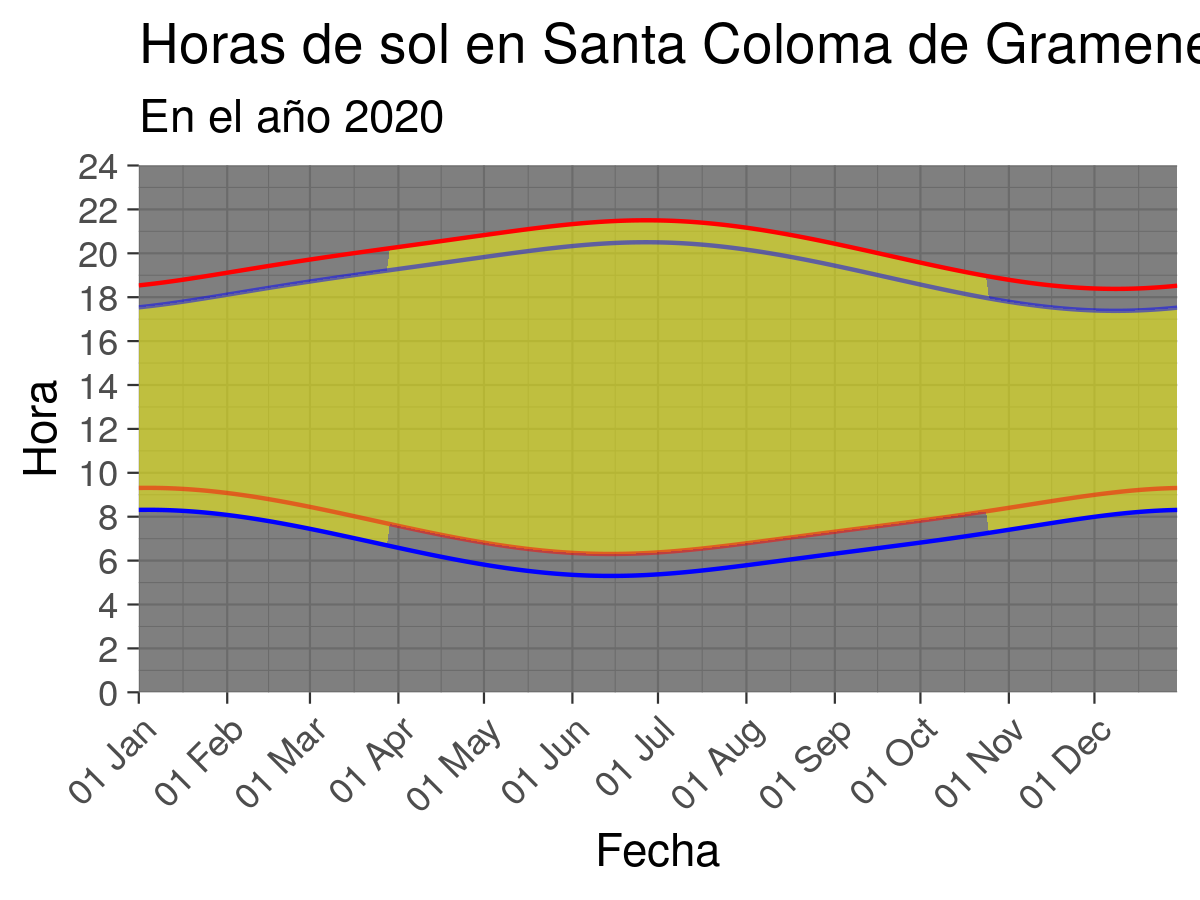 Horas de sol en Santa Coloma de Gramene
En el año 2020
Hora
24
22
20
18
16
14
12
10
8
6
4
2
0
01 Jan
01 Feb
01 Mar
01 Apr
01 May
01 Jun
01 Jul
01 Aug
01 Sep
01 Oct
01 Nov
01 Dec
Fecha